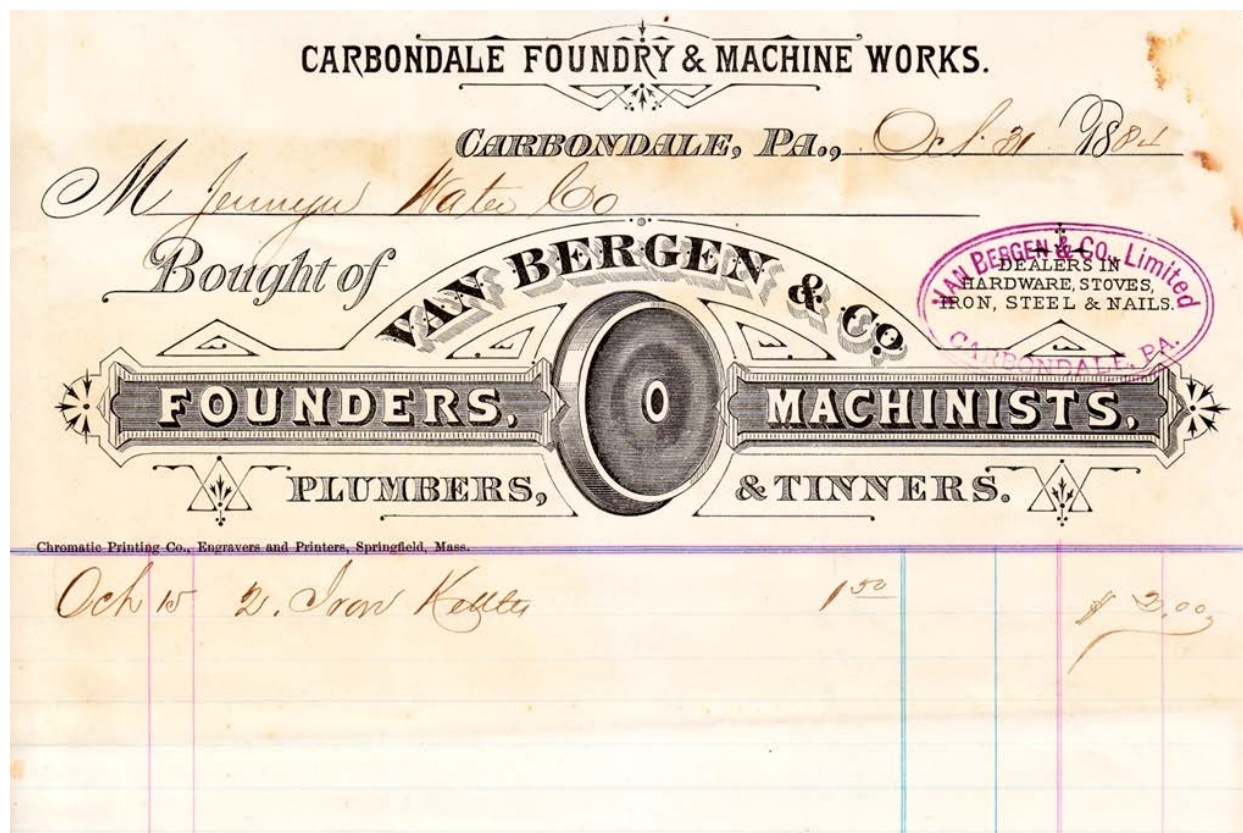 CARBONDALE FOUNDRY & MACHINE WORKS.
CARBONDALE, PA., Oct. 31 1884
M Jermyn Water Co
Bought of VAN BERGEN & CO.
VAN BERGEN & CO., Limited
CARBONDALE, PA.
DEALERS IN
HARDWARE, STOVES,
IRON, STEEL & NAILS.
FOUNDERS, MACHINISTS,
PLUMBERS, & TINNERS.
Chromatic Printing Co., Engravers and Printers, Springfield, Mass.
Oct 15 2. Iron Kettles 1 50 $ 3.00